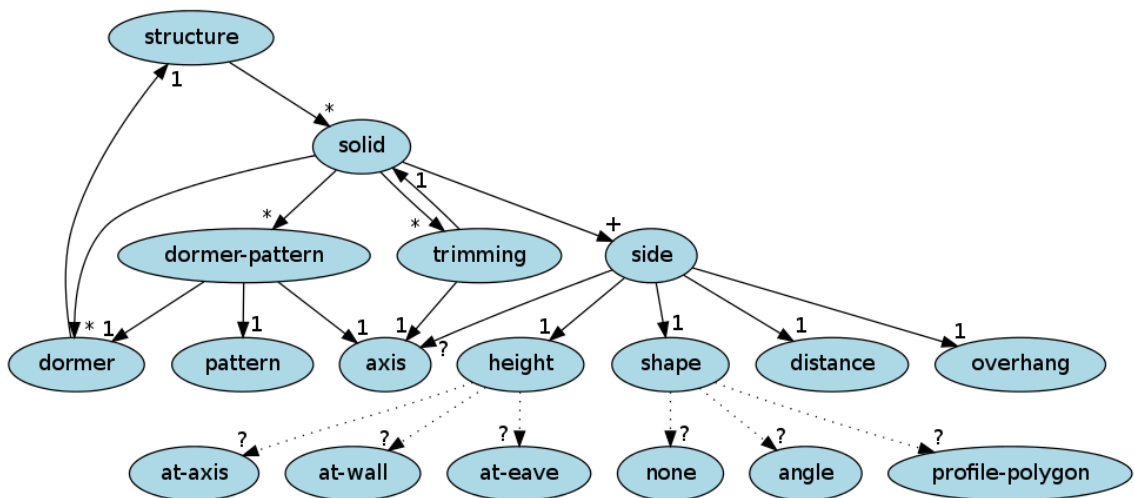 structure
1
*
solid
1
*
*
+
dormer-pattern
trimming
side
* 1
1
1
1
?
1
1
1
1
dormer
pattern
axis
height
shape
distance
overhang
?
?
?
?
?
?
at-axis
at-wall
at-eave
none
angle
profile-polygon